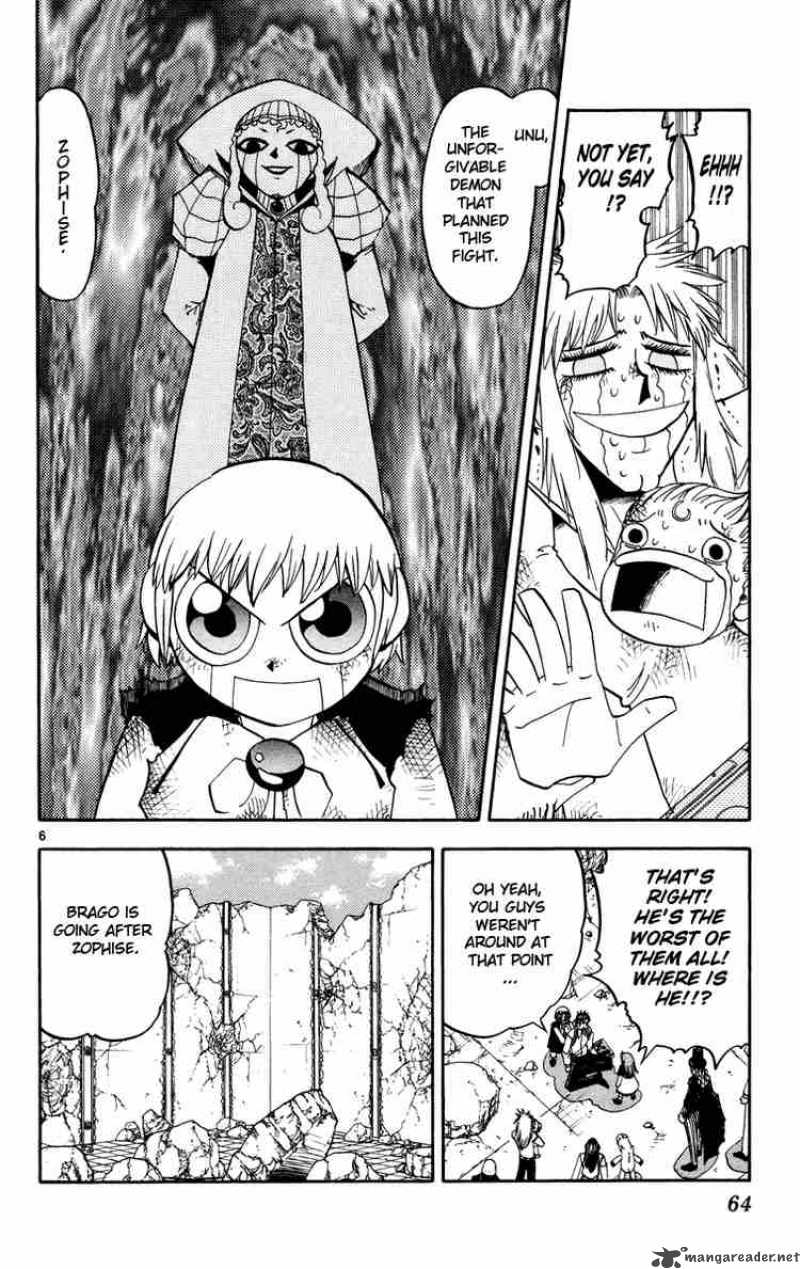 EHHH
!!?
NOT YET,
YOU SAY
!?
UNU,
THE
UNFOR-
GIVABLE
DEMON
THAT
PLANNED
THIS
FIGHT.
ZOPHISE.
6
THAT'S
RIGHT!
HE'S THE
WORST OF
THEM ALL!
WHERE IS
HE!!?
OH YEAH,
YOU GUYS
WEREN'T
AROUND AT
THAT POINT
...
BRAGO IS
GOING AFTER
ZOPHISE.
64
mangareader.net